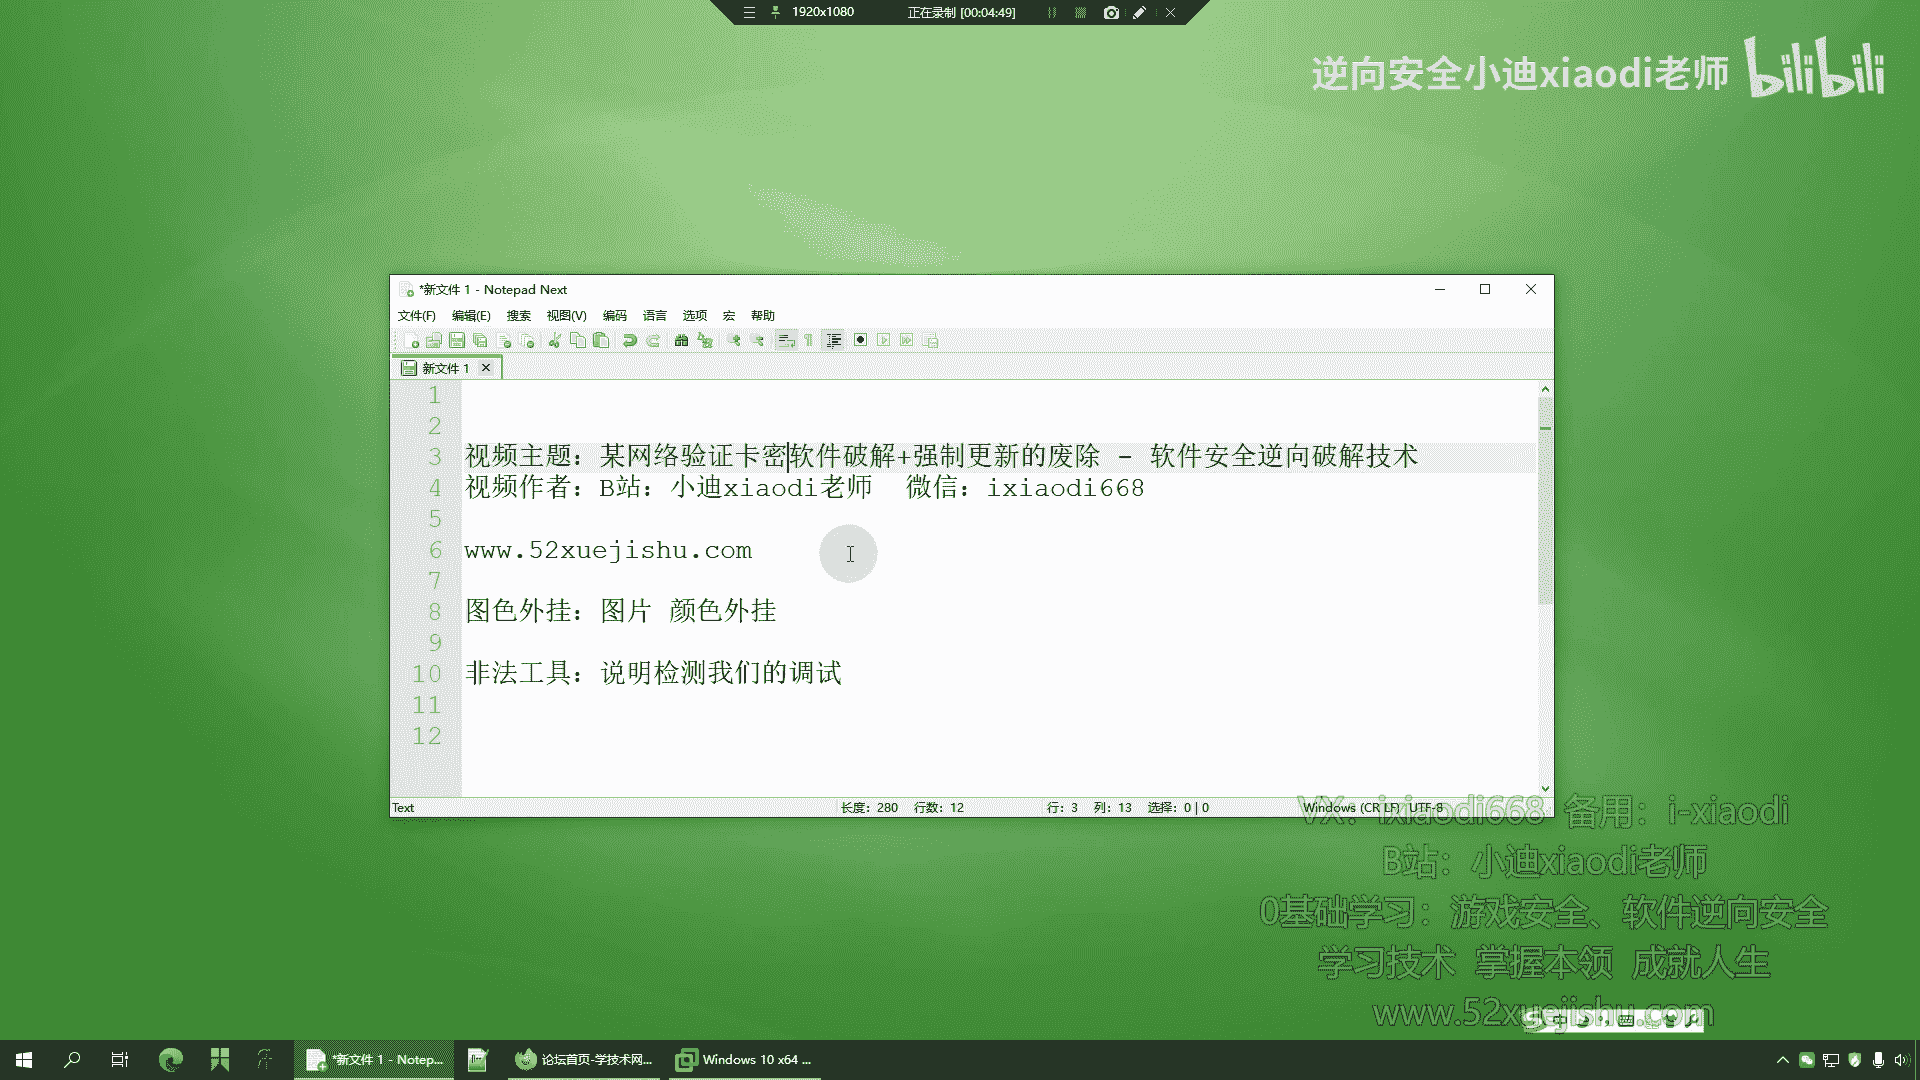 1920x1080 正在录制 [00:04:49]
逆向安全小迪xiaodi老师 bilibili
*新文件 1 - Notepad Next
文件(F) 编辑(E) 搜索 视图(V) 编码 语言 选项 宏 帮助
新文件 1
1
2
3 视频主题：某网络验证卡密软件破解+强制更新的废除 - 软件安全逆向破解技术
4 视频作者：B站：小迪xiaodi老师 微信：ixiaodi668
5
6 www.52xuejishu.com
7
8 图色外挂：图片 颜色外挂
9
10 非法工具：说明检测我们的调试
11
12
Text 长度：280 行数：12 行：3 列：13 选择：0 | 0 Windows (CR LF) UTF-8
VX：ixiaodi668 备用：i-xiaodi
B站：小迪xiaodi老师
0基础学习：游戏安全、软件逆向安全
学习技术 掌握本领 成就人生
www.52xuejishu.com
*新文件 1 - Notep... 论坛首页-学技术网... Windows 10 x64 ...